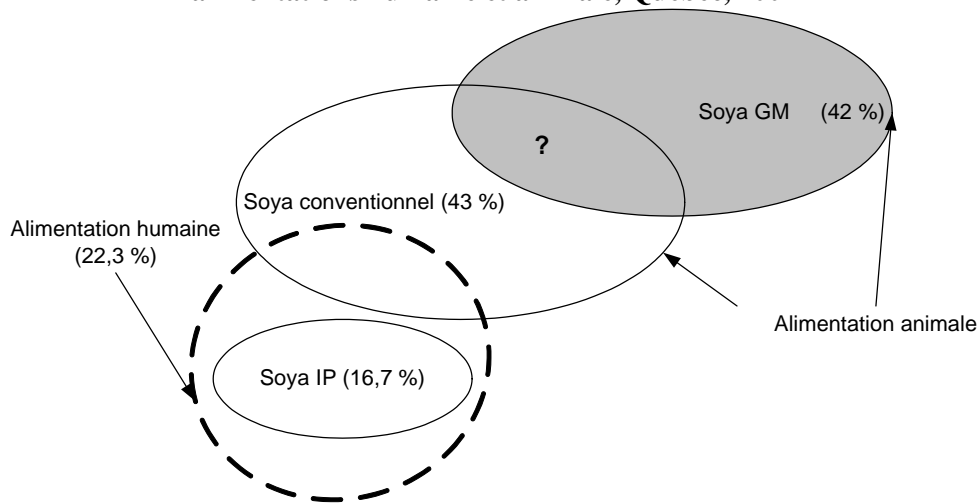 Soya GM (42 %)
?
Soya conventionnel (43 %)
Alimentation humaine
(22,3 %)
Alimentation animale
Soya IP (16,7 %)